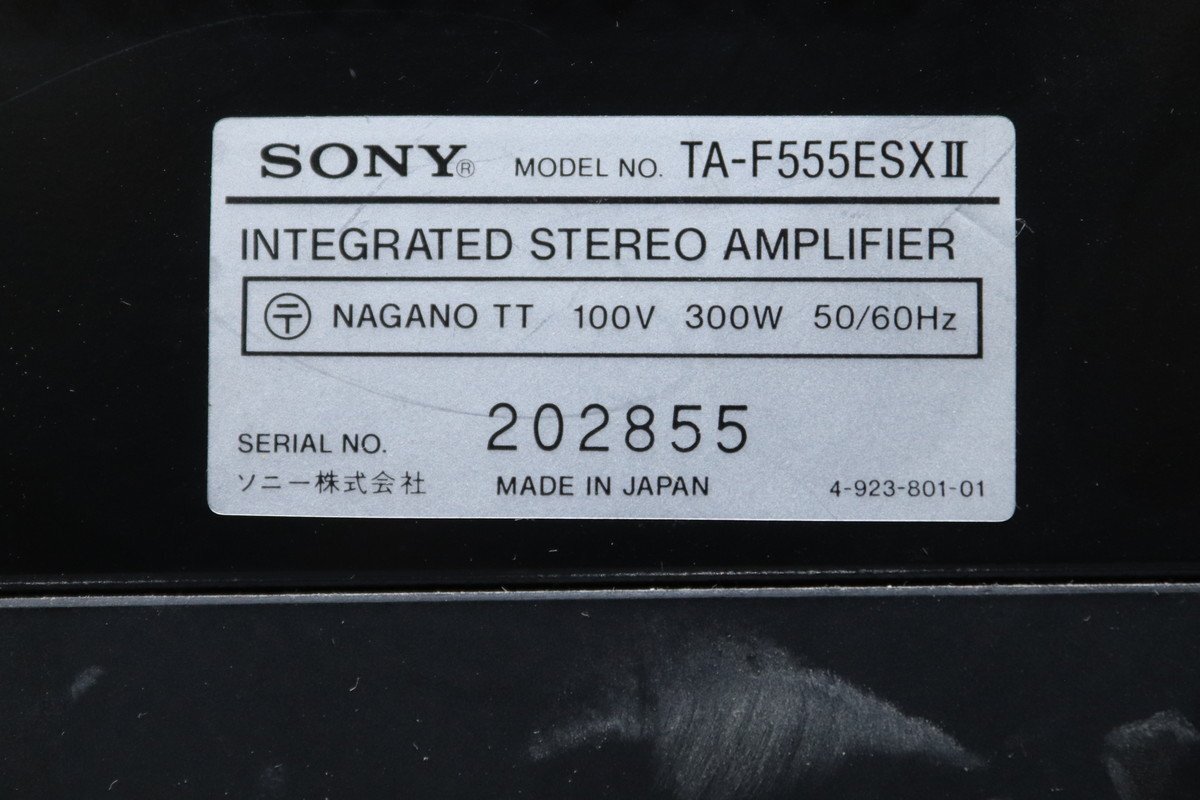 SONY® MODEL NO. TA-F555ESXⅡ
INTEGRATED STEREO AMPLIFIER
〶 NAGANO TT 100V 300W 50/60Hz
SERIAL NO. 202855
ソニー株式会社 MADE IN JAPAN 4-923-801-01